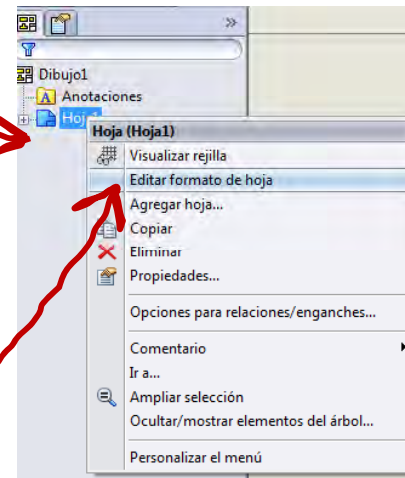 »
Dibujo1
A Anotaciones
Hoja1
Hoja (Hoja1)
Visualizar rejilla
Editar formato de hoja
Agregar hoja...
Copiar
Eliminar
Propiedades...
Opciones para relaciones/enganches...
Comentario
Ir a...
Ampliar selección
Ocultar/mostrar elementos del árbol...
Personalizar el menú